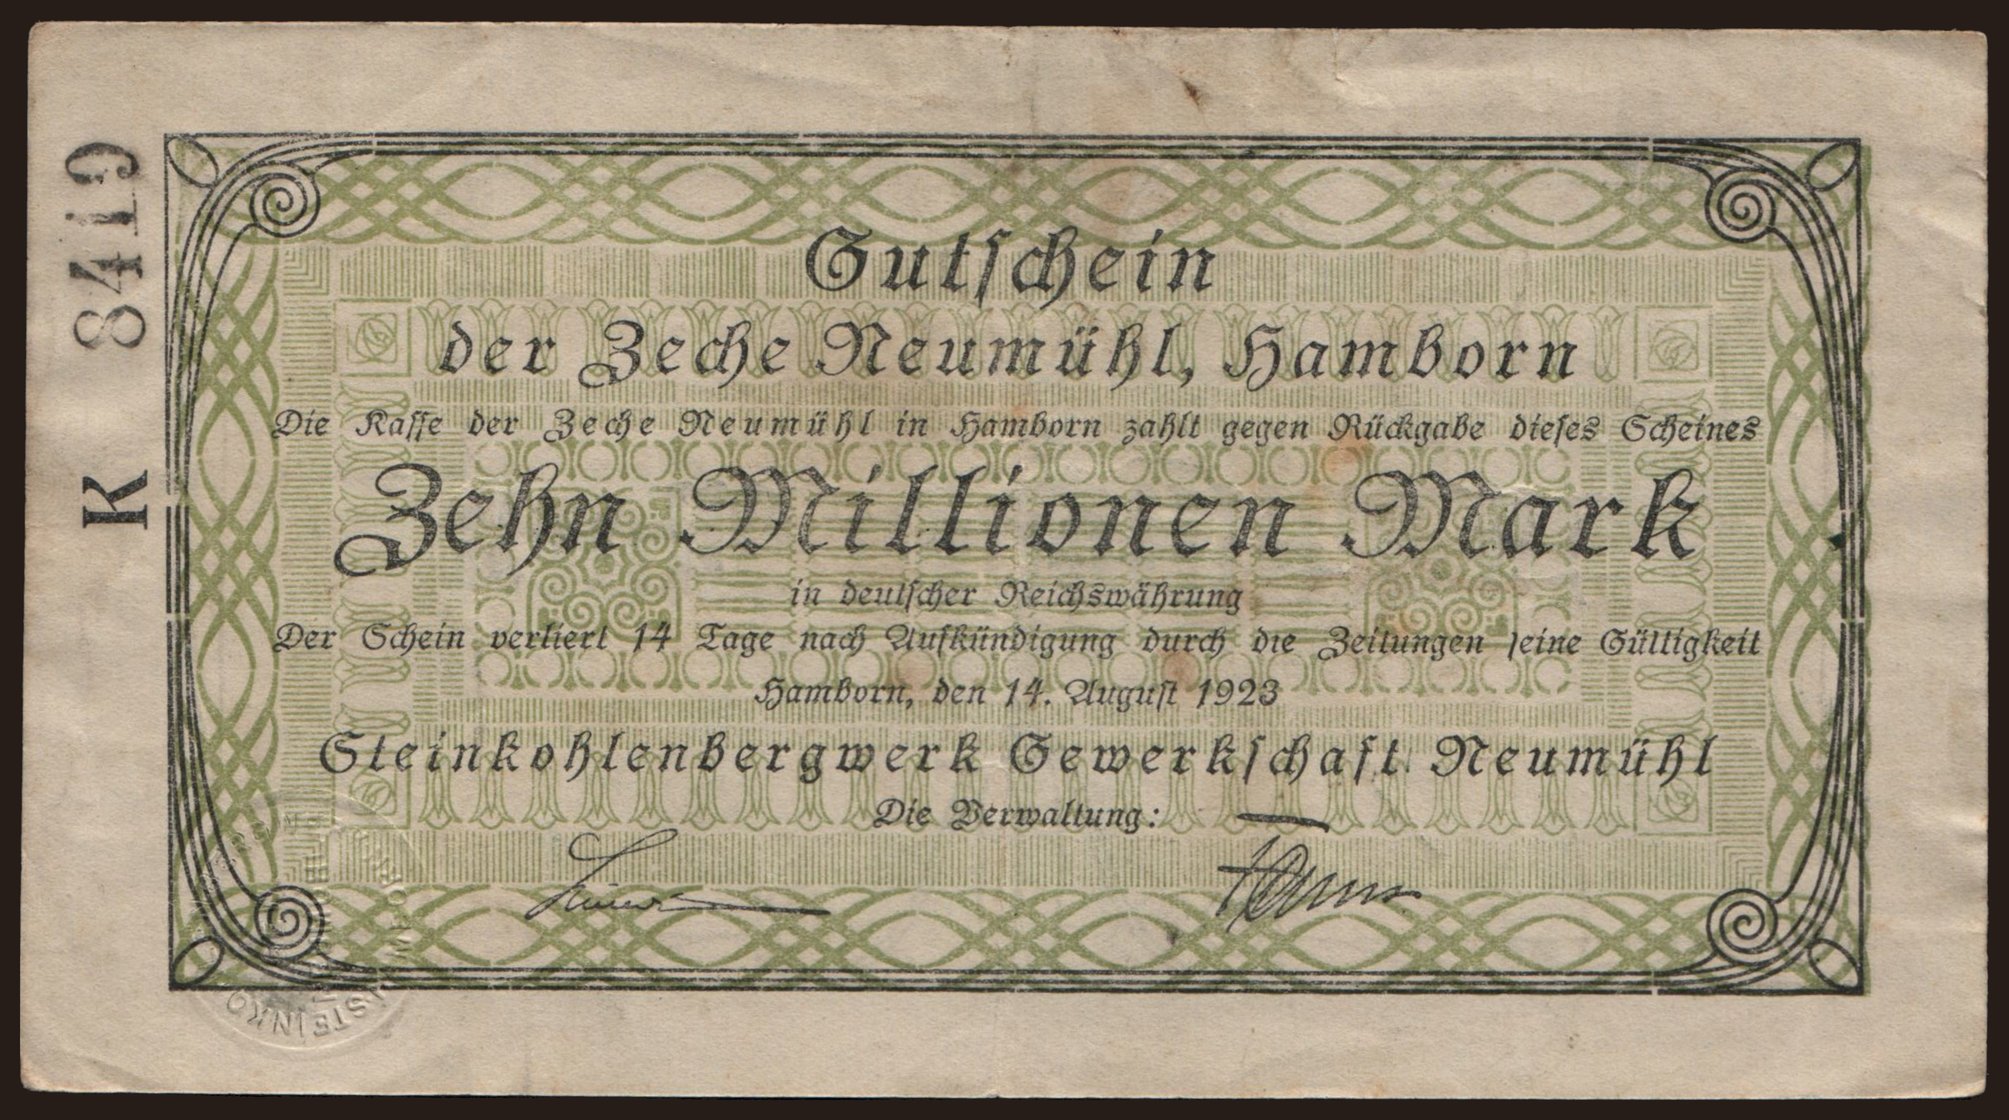 K 8419
Gutschein
der Zeche Neumühl, Hamborn
Die Kasse der Zeche Neumühl in Hamborn zahlt gegen Rückgabe dieses Scheines
Zehn Millionen Mark
in deutscher Reichswährung
Der Schein verliert 14 Tage nach Aufkündigung durch die Zeitungen seine Gültigkeit
Hamborn, den 14. August 1923
Steinkohlenbergwerk Gewerkschaft Neumühl
Die Verwaltung: